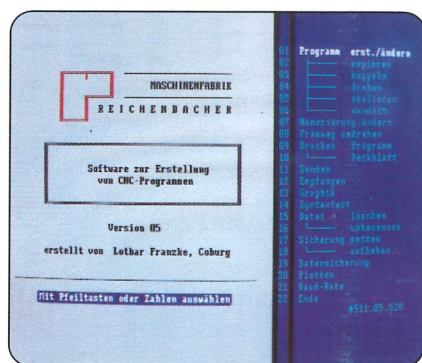 MASCHINENFABRIK
REICHENBACHER
Software zur Erstellung
von CNC-Programmen
Version 05
erstellt von Lothar Franzke, Coburg
Mit Pfeiltasten oder Zahlen auswählen
01 Programm erst./ändern
02 kopieren
03 koppeln
04 drehen
05 skalieren
06 wandeln
07 Numerierung ändern
08 Fräsweg umdrehen
09 Drucken Programm
10 Deckblatt
11 Senden
12 Empfangen
13 Graphik
14 Syntaxtest
15 Datei löschen
16 umbenennen
17 Sicherung setzen
18 aufheben
19 Datensicherung
20 Plotten
21 Baud-Rate
22 Ende
#511.05.020